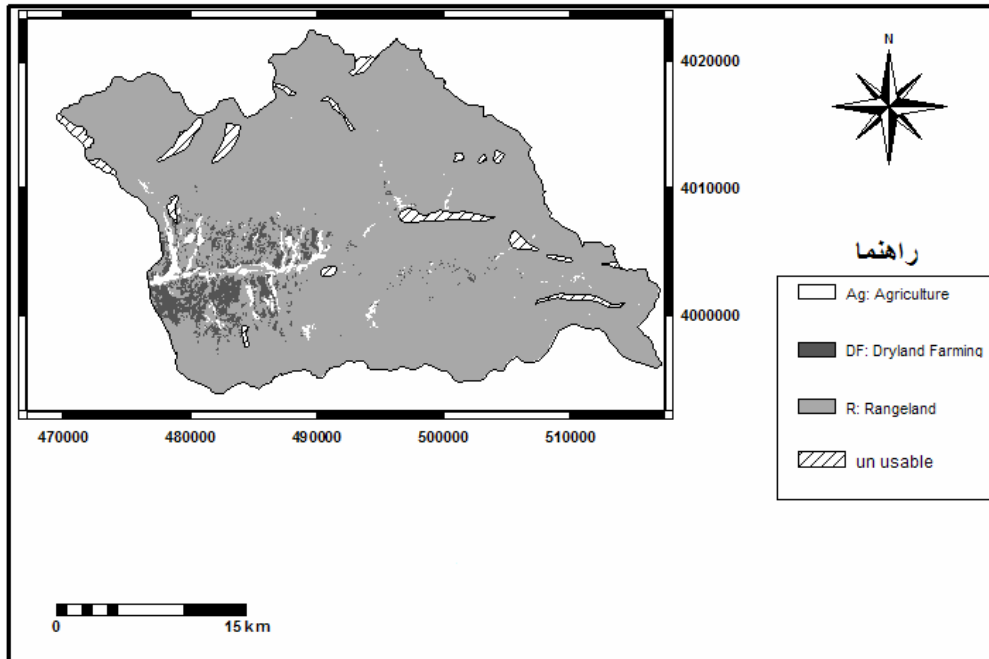 N
4020000
4010000
4000000
470000
480000
490000
500000
510000
راهنما
Ag: Agriculture
DF: Dryland Farming
R: Rangeland
un usable
0
15 km